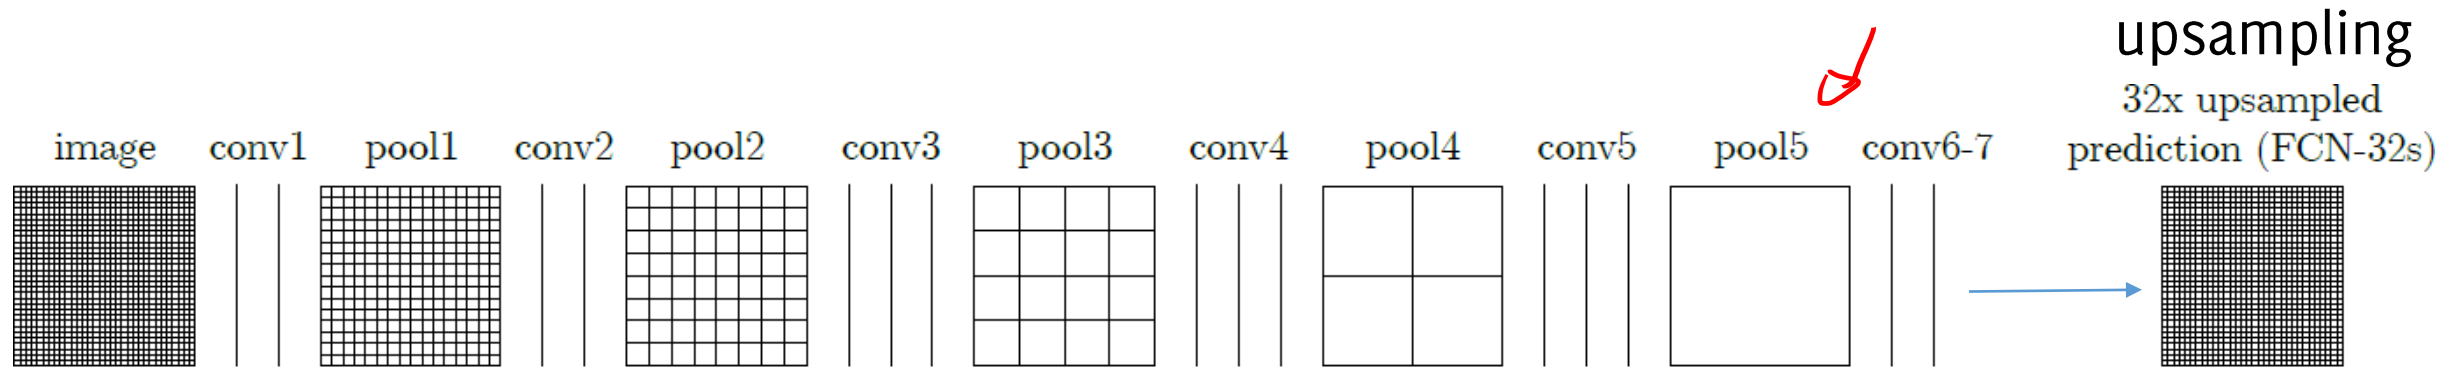 upsampling
32x upsampled
image conv1 pool1 conv2 pool2 conv3 pool3 conv4 pool4 conv5 pool5 conv6-7 prediction (FCN-32s)